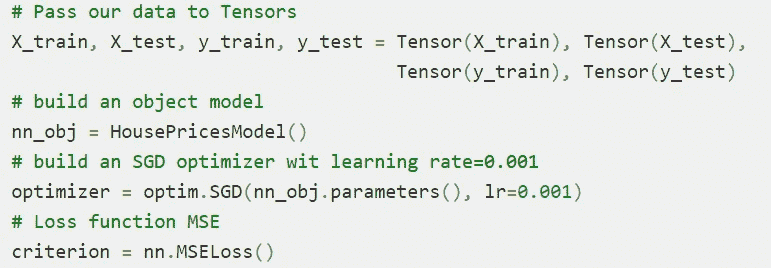 # Pass our data to Tensors
X_train, X_test, y_train, y_test = Tensor(X_train), Tensor(X_test),
Tensor(y_train), Tensor(y_test)
# build an object model
nn_obj = HousePricesModel()
# build an SGD optimizer wit learning rate=0.001
optimizer = optim.SGD(nn_obj.parameters(), lr=0.001)
# Loss function MSE
criterion = nn.MSELoss()